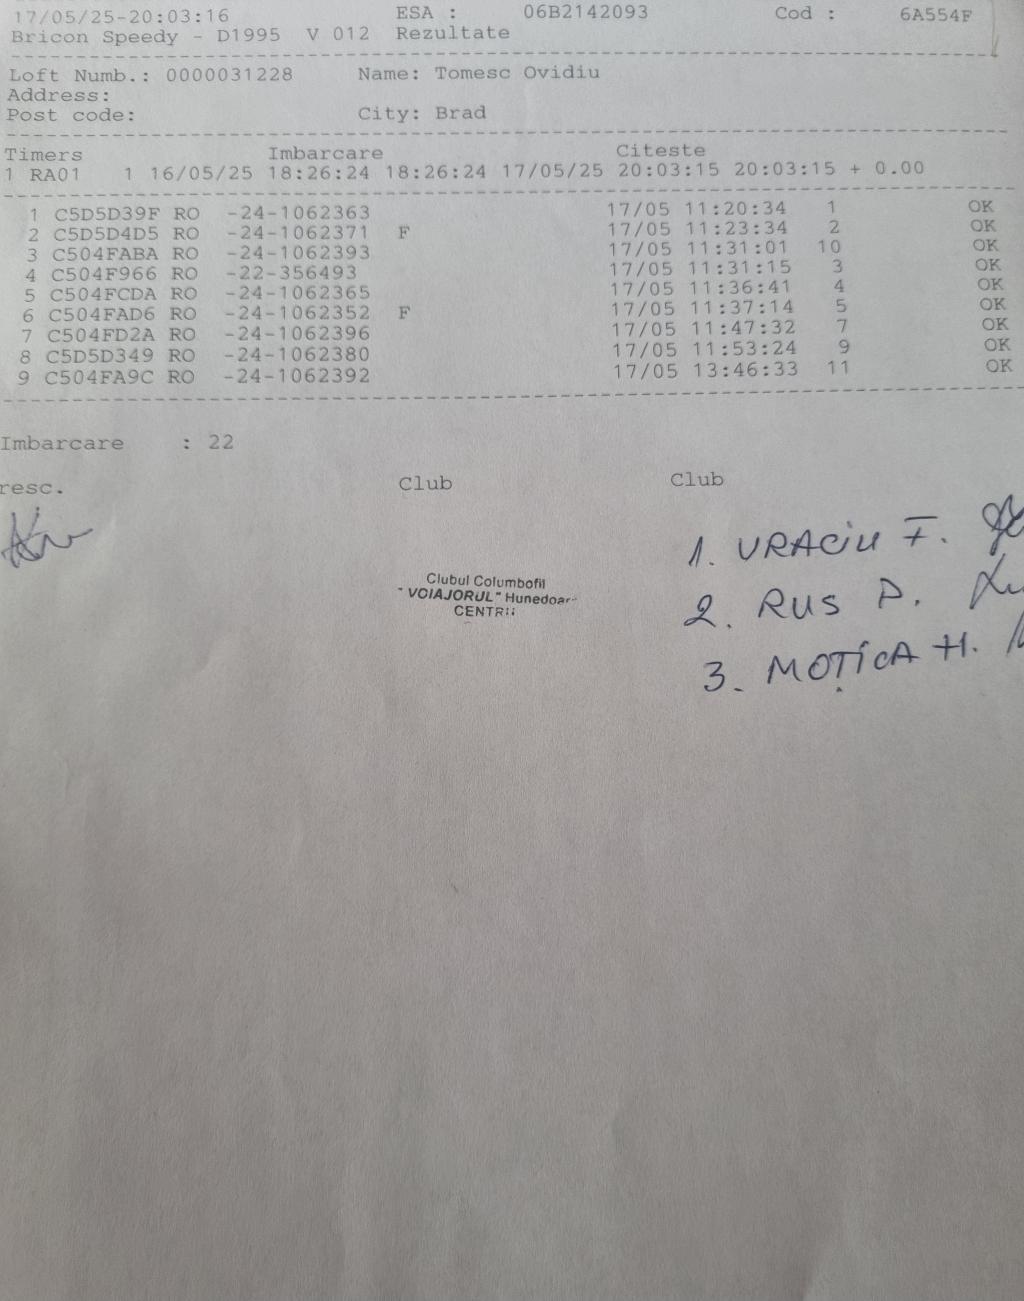 17/05/25-20:03:16 ESA : 06B2142093 Cod : 6A554F
Bricon Speedy - D1995 V 012 Rezultate
Loft Numb.: 0000031228 Name: Tomesc Ovidiu
Address:
Post code: City: Brad
Timers Imbarcare Citeste
1 RA01 1 16/05/25 18:26:24 18:26:24 17/05/25 20:03:15 20:03:15 + 0.00
1 C5D5D39F RO -24-1062363 17/05 11:20:34 1 OK
2 C5D5D4D5 RO -24-1062371 F 17/05 11:23:34 2 OK
3 C504FABA RO -24-1062393 17/05 11:31:01 10 OK
4 C504F966 RO -22-356493 17/05 11:31:15 3 OK
5 C504FCDA RO -24-1062365 17/05 11:36:41 4 OK
6 C504FAD6 RO -24-1062352 F 17/05 11:37:14 5 OK
7 C504FD2A RO -24-1062396 17/05 11:47:32 7 OK
8 C5D5D349 RO -24-1062380 17/05 11:53:24 9 OK
9 C504FA9C RO -24-1062392 17/05 13:46:33 11 OK
Imbarcare : 22
resc. Club Club
1. VRACIU F.
2. RUS P.
3. MOȚICA H.
Clubul Columbofil
"VOIAJORUL" Hunedoar